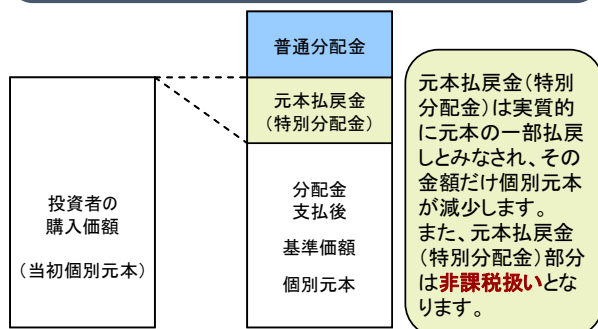 普通分配金
元本払戻金
(特別分配金)
分配金
支払後
基準価額
個別元本
投資者の
購入価額
(当初個別元本)
元本払戻金(特別
分配金)は実質的
に元本の一部払戻
しとみなされ、その
金額だけ個別元本
が減少します。
また、元本払戻金
(特別分配金)部分
は非課税扱いとな
ります。